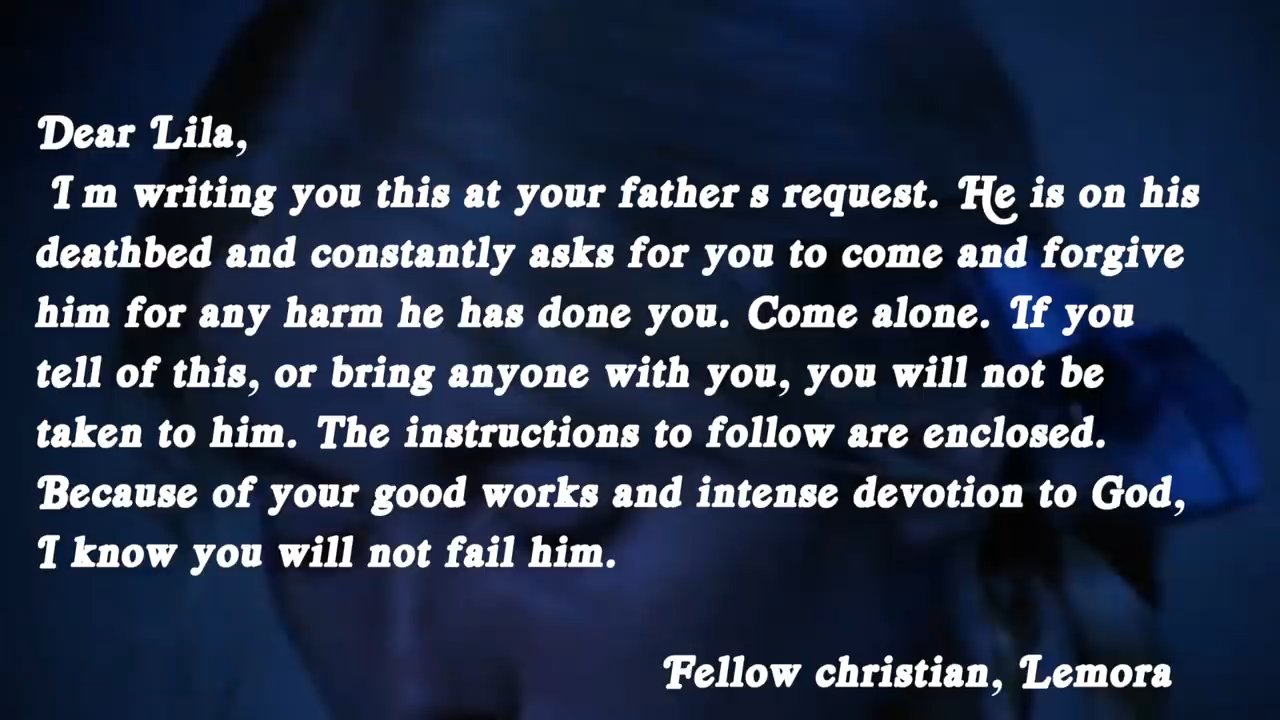 Dear Lila,
I m writing you this at your father s request. He is on his
deathbed and constantly asks for you to come and forgive
him for any harm he has done you. Come alone. If you
tell of this, or bring anyone with you, you will not be
taken to him. The instructions to follow are enclosed.
Because of your good works and intense devotion to God,
I know you will not fail him.
Fellow christian, Lemora